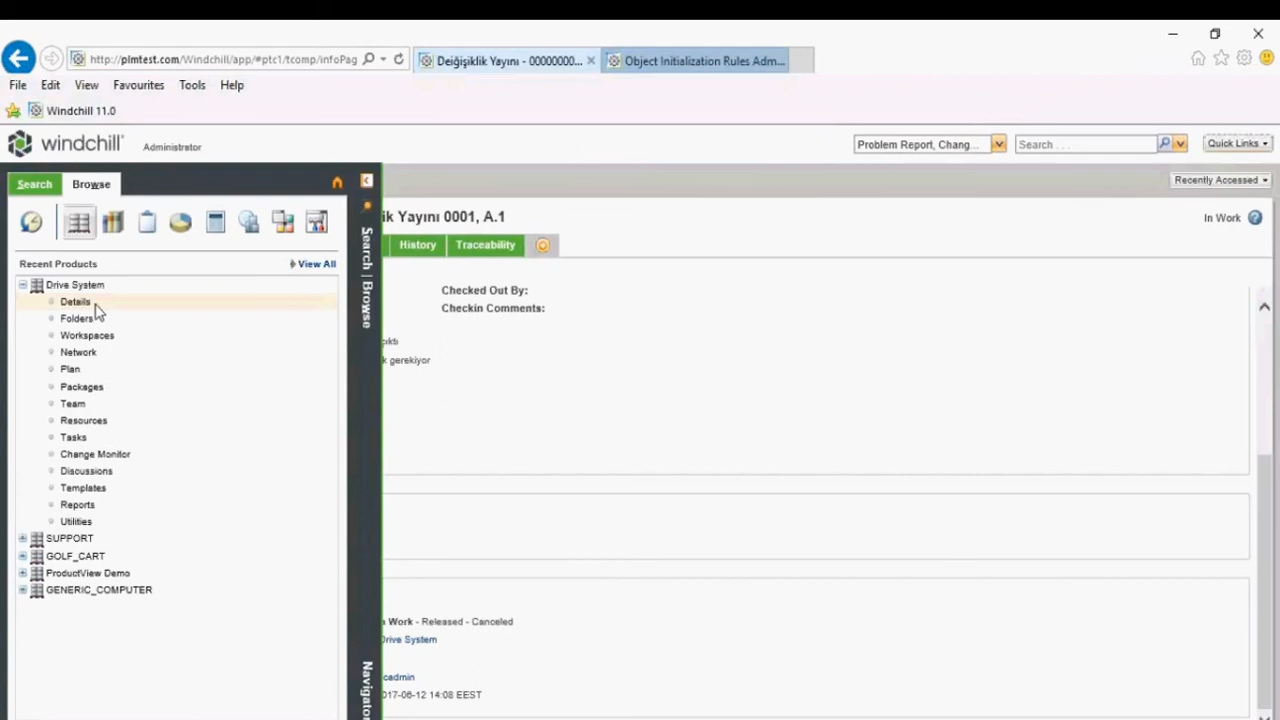 http://plmtest.com/Windchill/app/#ptc1/tcomp/infoPag
Deiğişiklik Yayını - 00000000...
Object Initialization Rules Adm...
File Edit View Favourites Tools Help
Windchill 11.0
windchill Administrator
Problem Report, Chang...
Search . . .
Quick Links
Search Browse
Recently Accessed
ik Yayını 0001, A.1
In Work
History Traceability
Recent Products View All
Drive System
Details
Folders
Workspaces
Network
Plan
Packages
Team
Resources
Tasks
Change Monitor
Discussions
Templates
Reports
Utilities
SUPPORT
GOLF_CART
ProductView Demo
GENERIC_COMPUTER
Search | Browse
Navigator
Checked Out By:
Checkin Comments:
k gerekiyor
Work - Released - Canceled
Drive System
cadmin
017-06-12 14:08 EEST